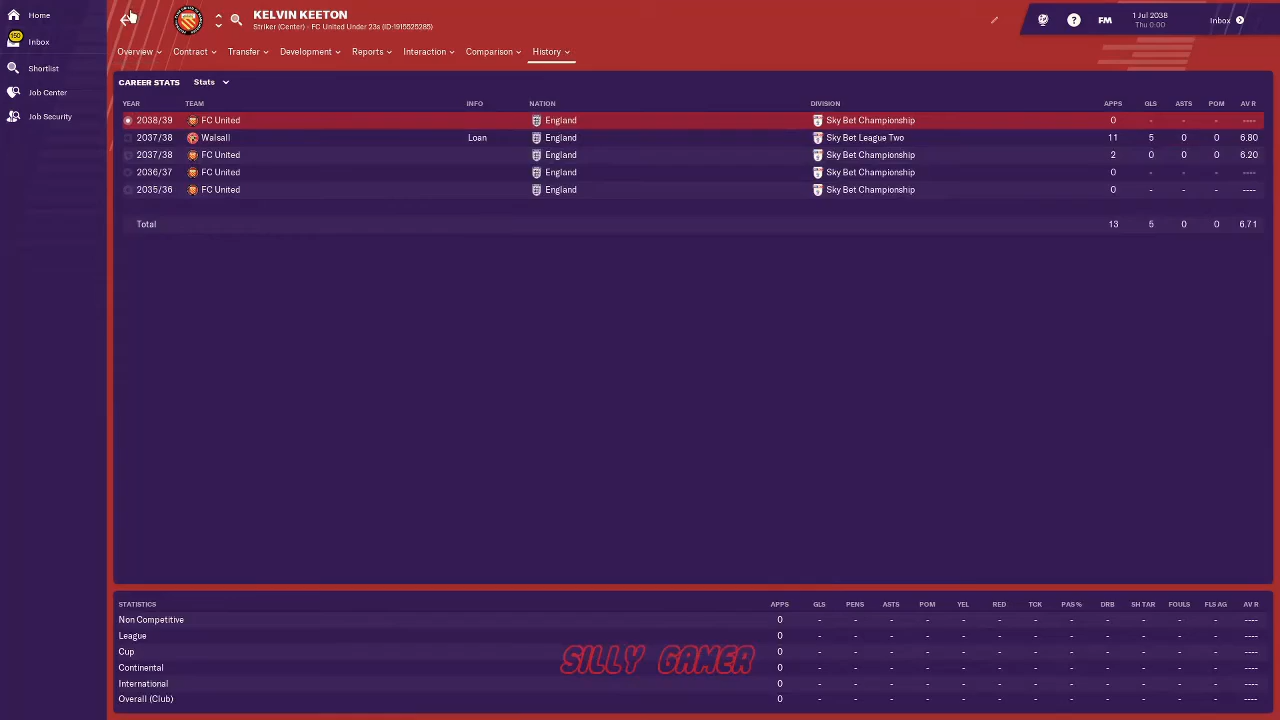 Home
150
Inbox
Shortlist
Job Center
Job Security
KELVIN KEETON
Striker (Center) - FC United Under 23s (ID:1915525285)
FM
1 Jul 2038
Thu 0:00
Inbox
Overview Contract Transfer Development Reports Interaction Comparison History
CAREER STATS Stats
YEAR TEAM INFO NATION DIVISION APPS GLS ASTS POM AV R
2038/39 FC United England Sky Bet Championship 0 - - - ----
2037/38 Walsall Loan England Sky Bet League Two 11 5 0 0 6.80
2037/38 FC United England Sky Bet Championship 2 0 0 0 6.20
2036/37 FC United England Sky Bet Championship 0 - - - ----
2035/36 FC United England Sky Bet Championship 0 - - - ----
Total 13 5 0 0 6.71
STATISTICS APPS GLS PENS ASTS POM YEL RED TCK PAS % DRB SH TAR FOULS FLS AG AV R
Non Competitive 0 - - - - - - - - - - - - ----
League 0 - - - - - - - - - - - - ----
Cup 0 - - - - - - - - - - - - ----
Continental 0 - - - - - - - - - - - - ----
International 0 - - - - - - - - - - - - ----
Overall (Club) 0 - - - - - - - - - - - - ----
SILLY GAMER